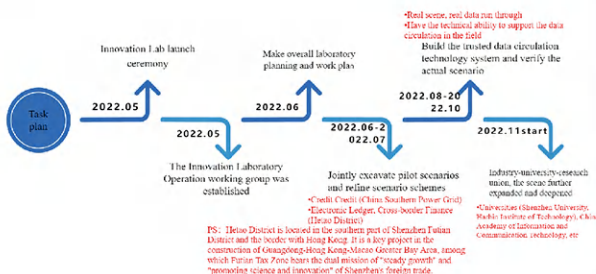 •Real scene, real data run through
•Have the technical ability to support the data
circulation in the field
Build the trusted data circulation
technology system and verify the
actual scenario
Innovation Lab launch
ceremony
Make overall laboratory
planning and work plan
Task
plan
2022.05
2022.05
2022.06
2022.06-2
022.07
2022.08-20
22.10
2022.11start
The Innovation Laboratory
Operation working group was
established
Jointly excavate pilot scenarios
and refine scenario schemes
•Credit Credit (China Southern Power Grid)
•Electronic Ledger, Cross-border Finance
(Hetao District)
Industry-university-research
union, the scene further
expanded and deepened
•Universities (Shenzhen University,
Harbin Institute of Technology), China
Academy of Information and
Communication Technology, etc
PS: Hetao District is located in the southern part of Shenzhen Futian
District and the border with Hong Kong. It is a key project in the
construction of Guangdong-Hong Kong-Macao Greater Bay Area, among
which Futian Tax Zone bears the dual mission of "steady growth" and
"promoting science and innovation" of Shenzhen's foreign trade.